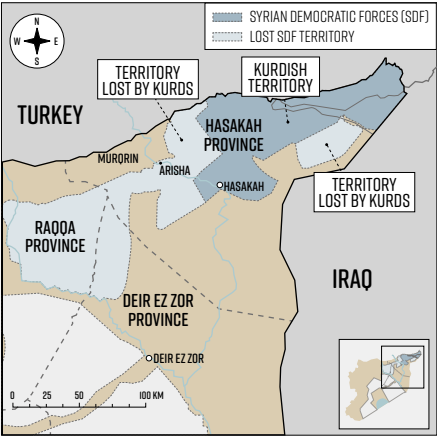 N
W E
S
SYRIAN DEMOCRATIC FORCES (SDF)
LOST SDF TERRITORY
TERRITORY
LOST BY KURDS
KURDISH
TERRITORY
TURKEY
HASAKAH
PROVINCE
MURQRIN
ARISHA
HASAKAH
TERRITORY
LOST BY KURDS
RAQQA
PROVINCE
IRAQ
DEIR EZ ZOR
PROVINCE
DEIR EZ ZOR
0 25 50 100 KM